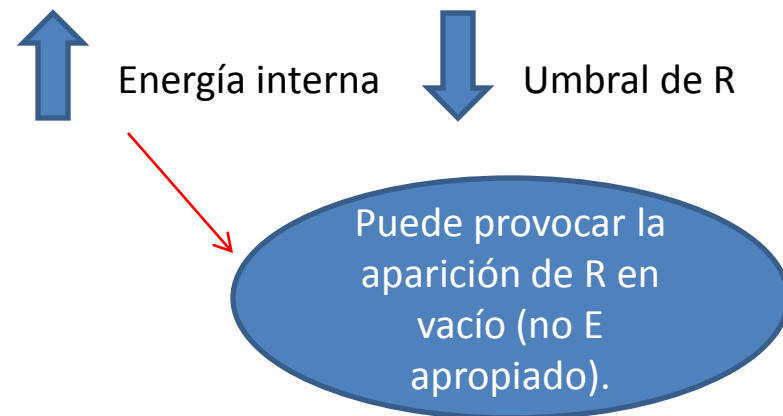 Energía interna
Umbral de R
Puede provocar la
aparición de R en
vacío (no E
apropiado).